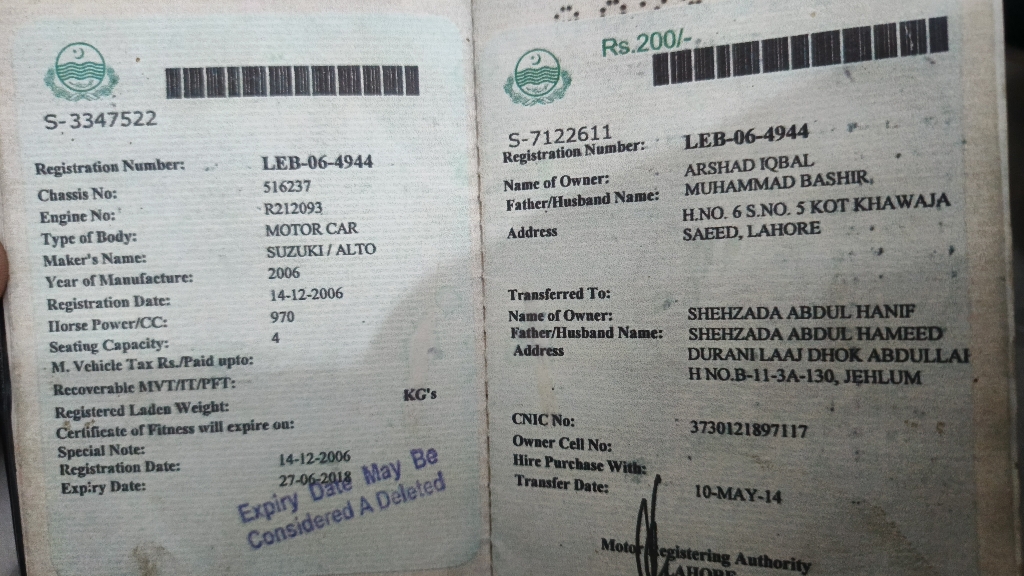 S-3347522
Registration Number: LEB-06-4944
Chassis No: 516237
Engine No: R212093
Type of Body: MOTOR CAR
Maker's Name: SUZUKI / ALTO
Year of Manufacture: 2006
Registration Date: 14-12-2006
Horse Power/CC: 970
Seating Capacity: 4
M. Vehicle Tax Rs./Paid upto:
Recoverable MVT/IT/PFT:
Registered Laden Weight: KG's
Certificate of Fitness will expire on:
Special Note:
Registration Date: 14-12-2006
Expiry Date: 27-06-2018
Expiry Date May Be
Considered A Deleted
Rs.200/-
S-7122611
Registration Number: LEB-06-4944
Name of Owner: ARSHAD IQBAL
Father/Husband Name: MUHAMMAD BASHIR,
Address H.NO. 6 S.NO. 5 KOT KHAWAJA
SAEED, LAHORE
Transferred To:
Name of Owner: SHEHZADA ABDUL HANIF
Father/Husband Name: SHEHZADA ABDUL HAMEED
Address DURANI LAAJ DHOK ABDULLAH
H NO.B-11-3A-130, JEHLUM
CNIC No: 3730121897117
Owner Cell No:
Hire Purchase With:
Transfer Date: 10-MAY-14
Motor Registering Authority
LAHORE